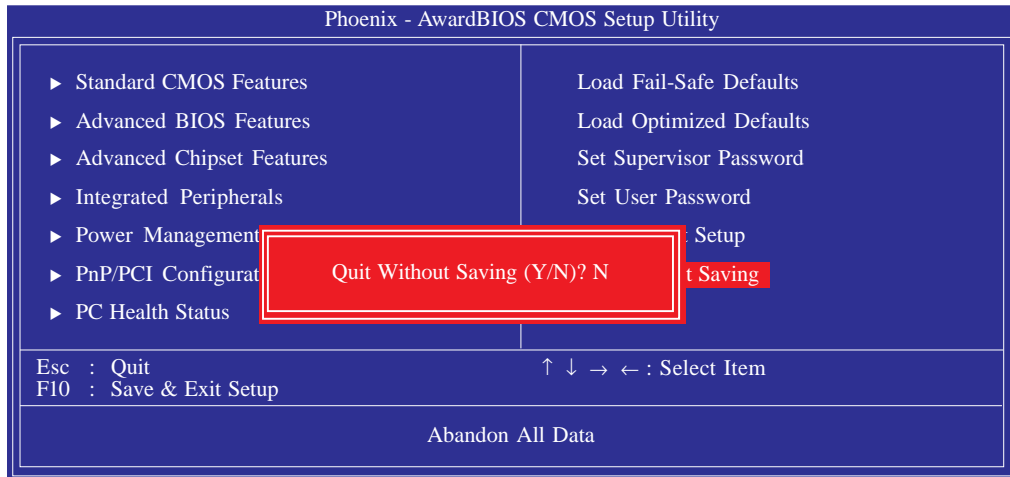 Phoenix - AwardBIOS CMOS Setup Utility
▶ Standard CMOS Features
▶ Advanced BIOS Features
▶ Advanced Chipset Features
▶ Integrated Peripherals
▶ Power Management
▶ PnP/PCI Configurat
▶ PC Health Status
Load Fail-Safe Defaults
Load Optimized Defaults
Set Supervisor Password
Set User Password
t Setup
t Saving
Quit Without Saving (Y/N)? N
Esc : Quit
F10 : Save & Exit Setup
↑ ↓ → ← : Select Item
Abandon All Data